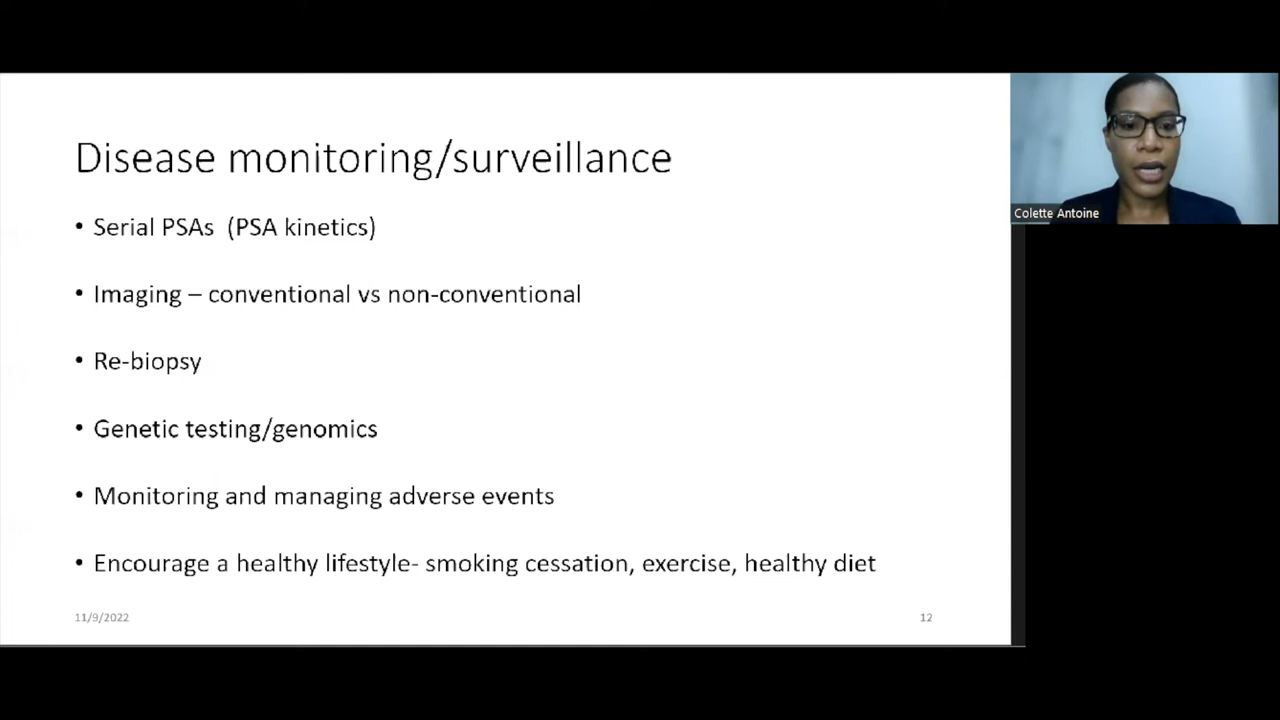 Disease monitoring/surveillance
• Serial PSAs  (PSA kinetics)
• Imaging – conventional vs non-conventional
• Re-biopsy
• Genetic testing/genomics
• Monitoring and managing adverse events
• Encourage a healthy lifestyle- smoking cessation, exercise, healthy diet
11/9/2022
12
Colette Antoine